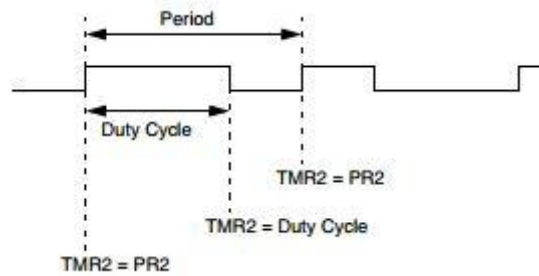 Period
Duty Cycle
TMR2 = PR2
TMR2 = Duty Cycle
TMR2 = PR2